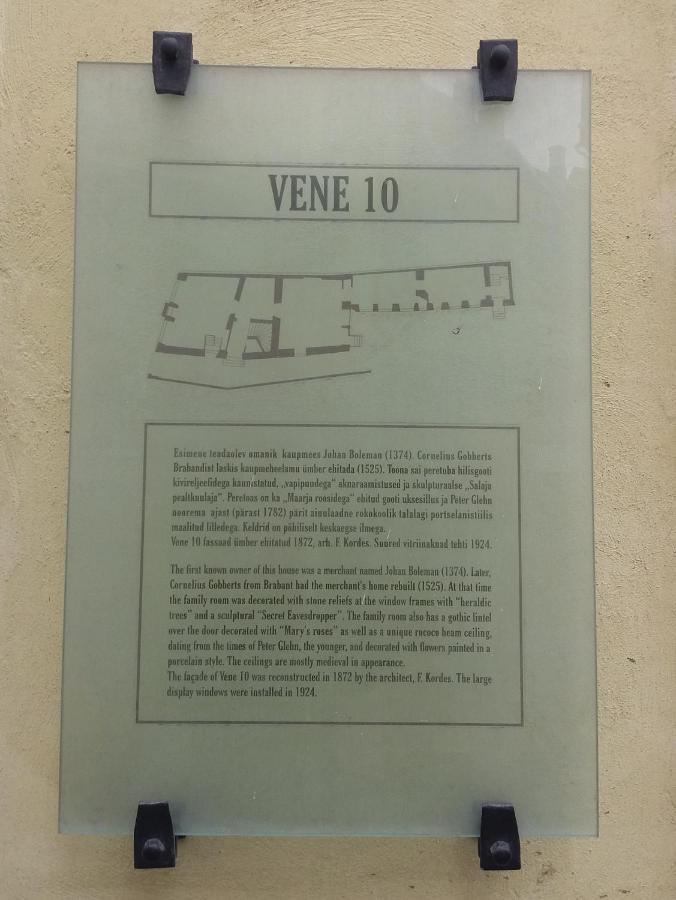 VENE 10
Esimene teadaolev omanik kaupmees Johan Boleman (1374). Cornelius Gobberts
Brabandist laskis kaupmeheelamu ümber ehitada (1525). Toona sai peretuba hilisgooti
kivireljeefidega kaunistatud, „vapipuudega" aknaraamistused ja skulpturaalse „Salaja
pealtkuulaja". Peretoas on ka „Maarja roosidega" ehitud gooti uksesillus ja Peter Glehn
noorema ajast (pärast 1782) pärit ainulaadne rokokoolik talalagi portselanistiilis
maalitud lilledega. Keldrid on põhiliselt keskaegse ilmega.
Vene 10 fassaad ümber ehitatud 1872, arh. F. Kordes. Suured vitriinaknad tehti 1924.
The first known owner of this house was a merchant named Johan Boleman (1374). Later,
Cornelius Gobberts from Brabant had the merchant's home rebuilt (1525). At that time
the family room was decorated with stone reliefs at the window frames with "heraldic
trees" and a sculptural "Secret Eavesdropper". The family room also has a gothic lintel
over the door decorated with "Mary's roses" as well as a unique rococo beam ceiling,
dating from the times of Peter Glehn, the younger, and decorated with flowers painted in a
porcelain style. The ceilings are mostly medieval in appearance.
The façade of Vene 10 was reconstructed in 1872 by the architect, F. Kordes. The large
display windows were installed in 1924.